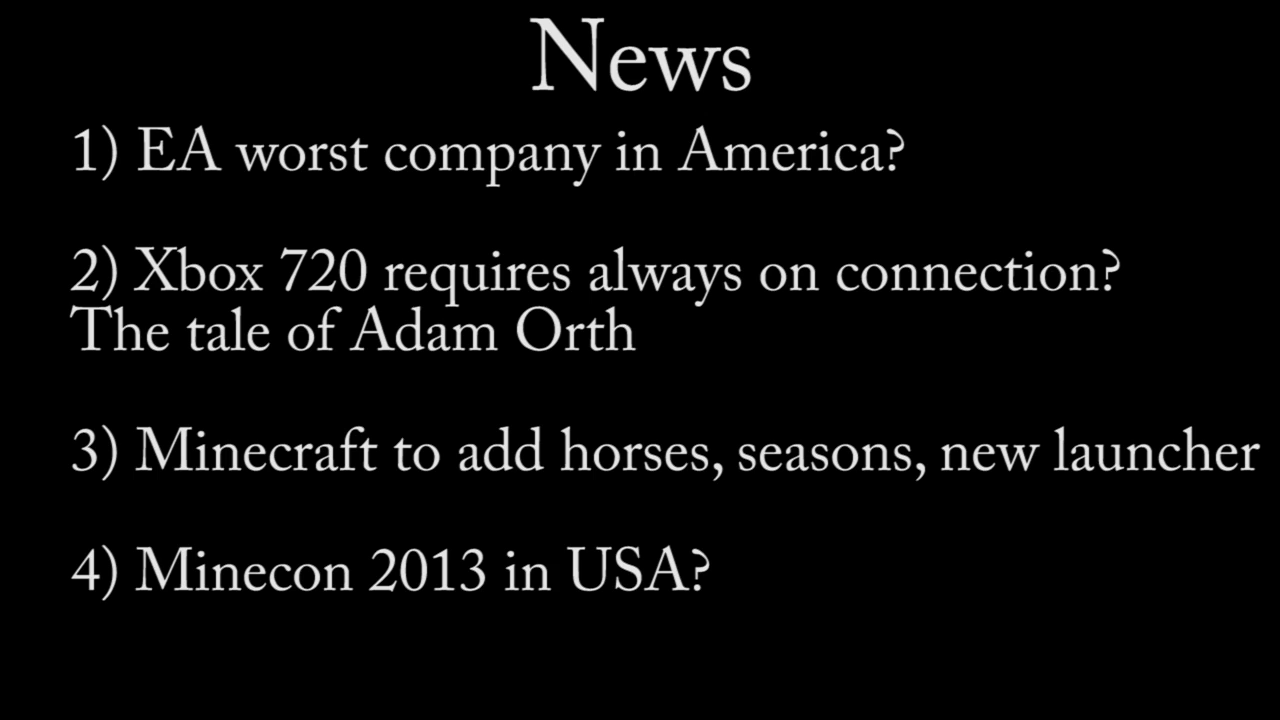 News
1) EA worst company in America?
2) Xbox 720 requires always on connection?
The tale of Adam Orth
3) Minecraft to add horses, seasons, new launcher
4) Minecon 2013 in USA?